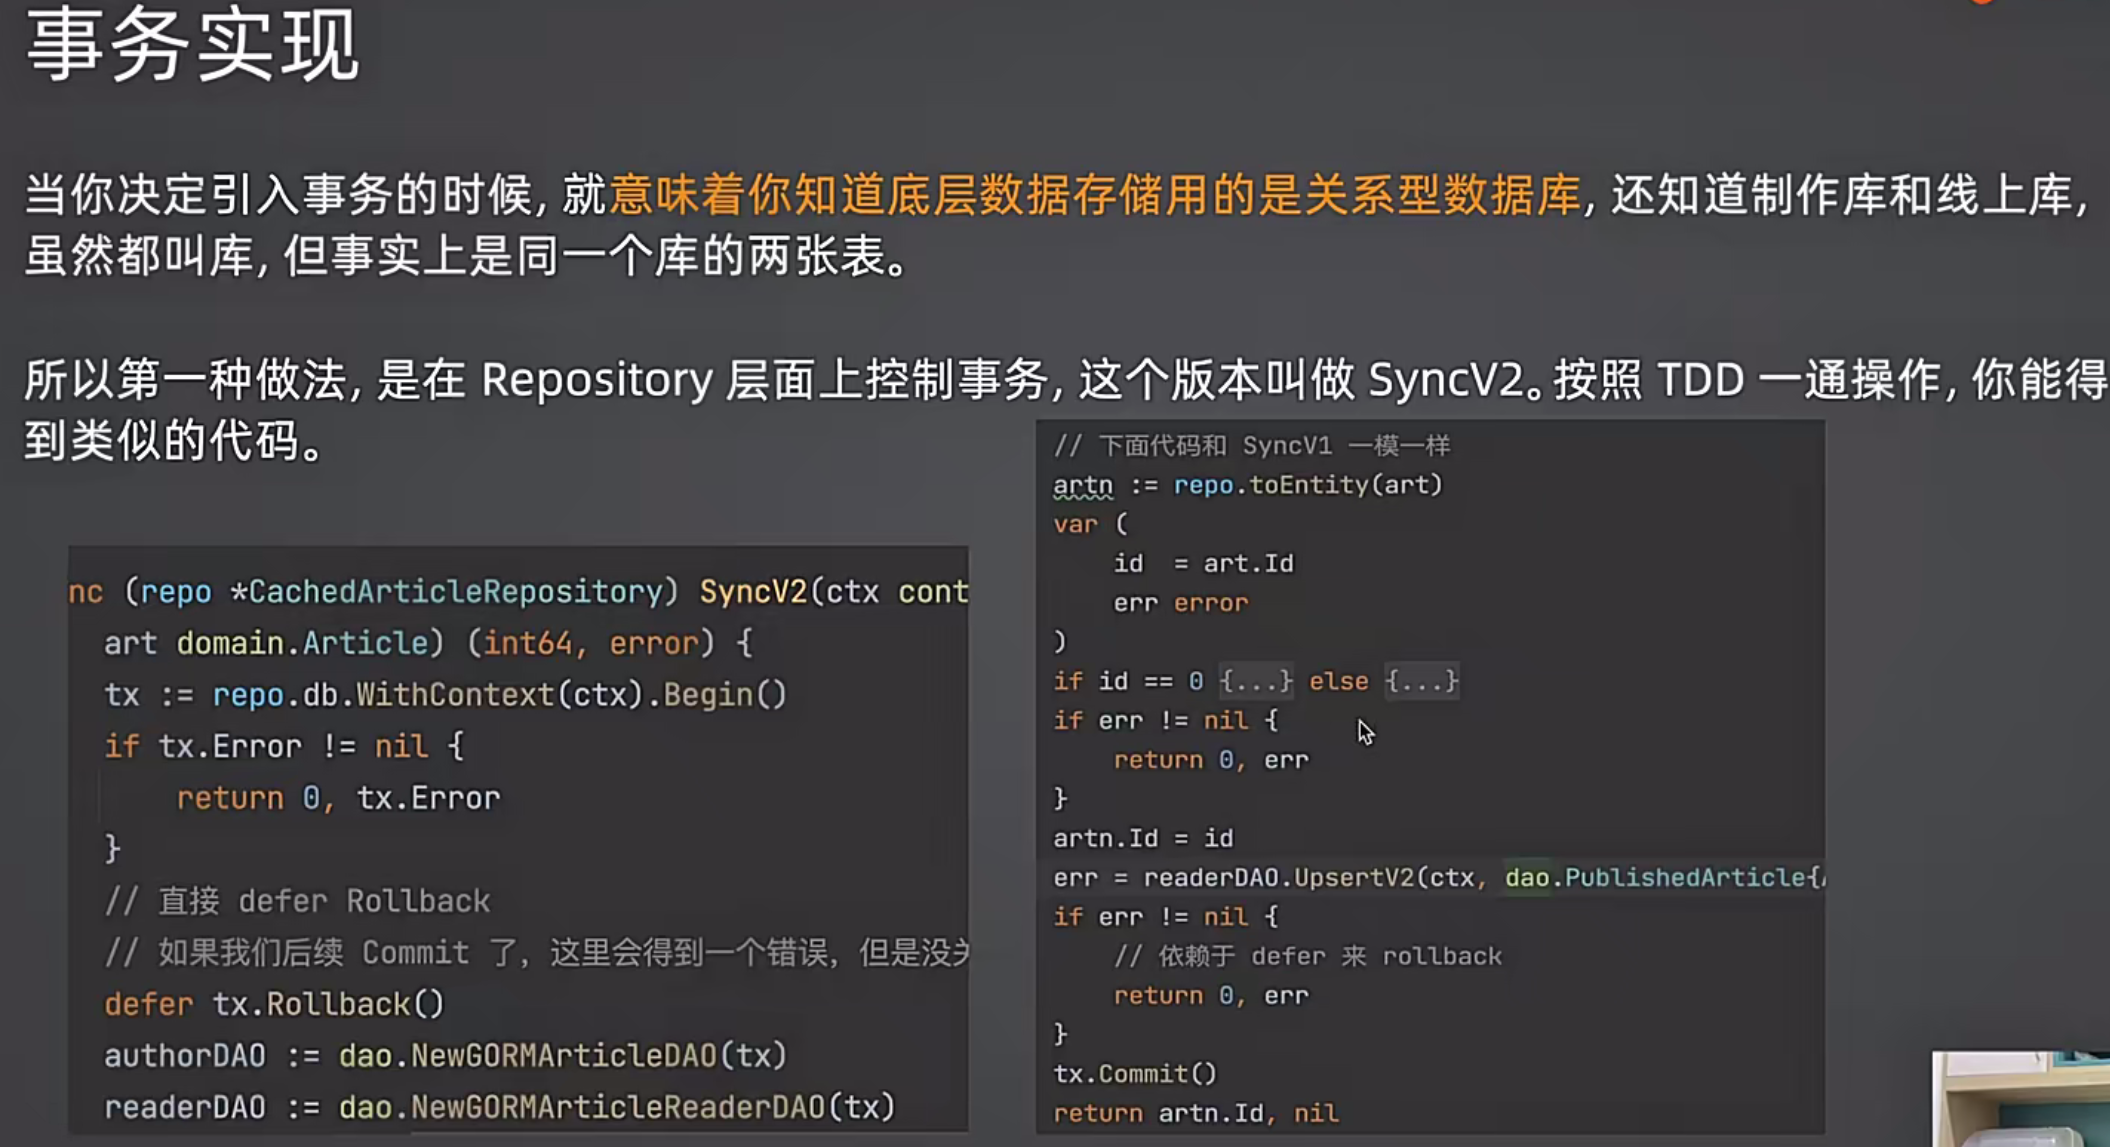 事务实现
当你决定引入事务的时候, 就意味着你知道底层数据存储用的是关系型数据库, 还知道制作库和线上库,
虽然都叫库, 但事实上是同一个库的两张表。
所以第一种做法, 是在 Repository 层面上控制事务, 这个版本叫做 SyncV2。按照 TDD 一通操作, 你能得
到类似的代码。
nc (repo *CachedArticleRepository) SyncV2(ctx cont
art domain.Article) (int64, error) {
tx := repo.db.WithContext(ctx).Begin()
if tx.Error != nil {
return 0, tx.Error
}
// 直接 defer Rollback
// 如果我们后续 Commit 了, 这里会得到一个错误, 但是没关
defer tx.Rollback()
authorDAO := dao.NewGORMArticleDAO(tx)
readerDAO := dao.NewGORMArticleReaderDAO(tx)
// 下面代码和 SyncV1 一模一样
artn := repo.toEntity(art)
var (
id  = art.Id
err error
)
if id == 0 {...} else {...}
if err != nil {
return 0, err
}
artn.Id = id
err = readerDAO.UpsertV2(ctx, dao.PublishedArticle{
if err != nil {
// 依赖于 defer 来 rollback
return 0, err
}
tx.Commit()
return artn.Id, nil